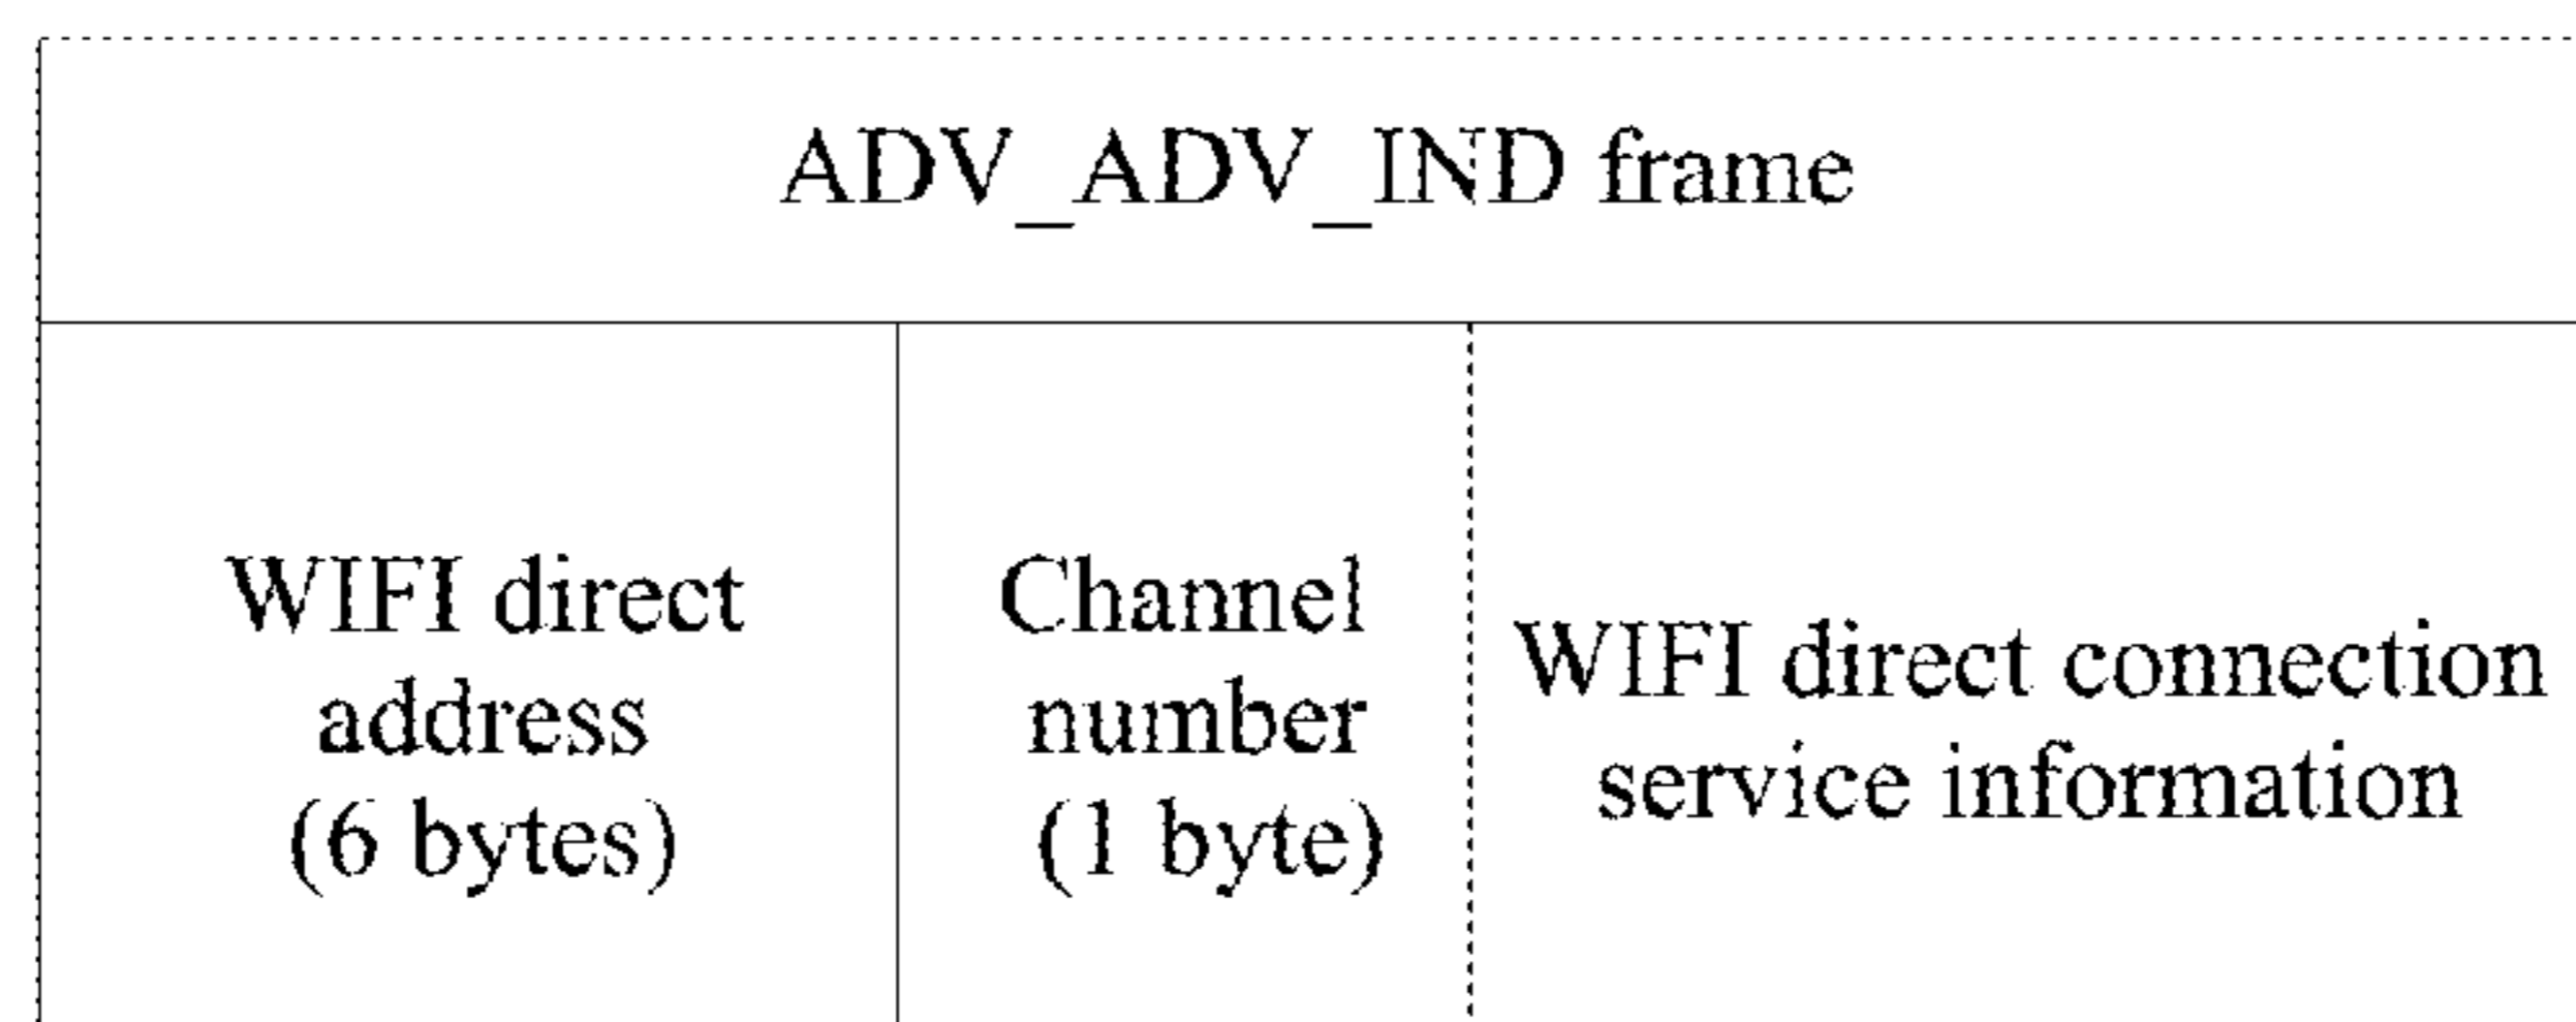 ADV_ADV_IND frame
WIFI direct
address
(6 bytes)
Channel
number
(1 byte)
WIFI direct connection
service information